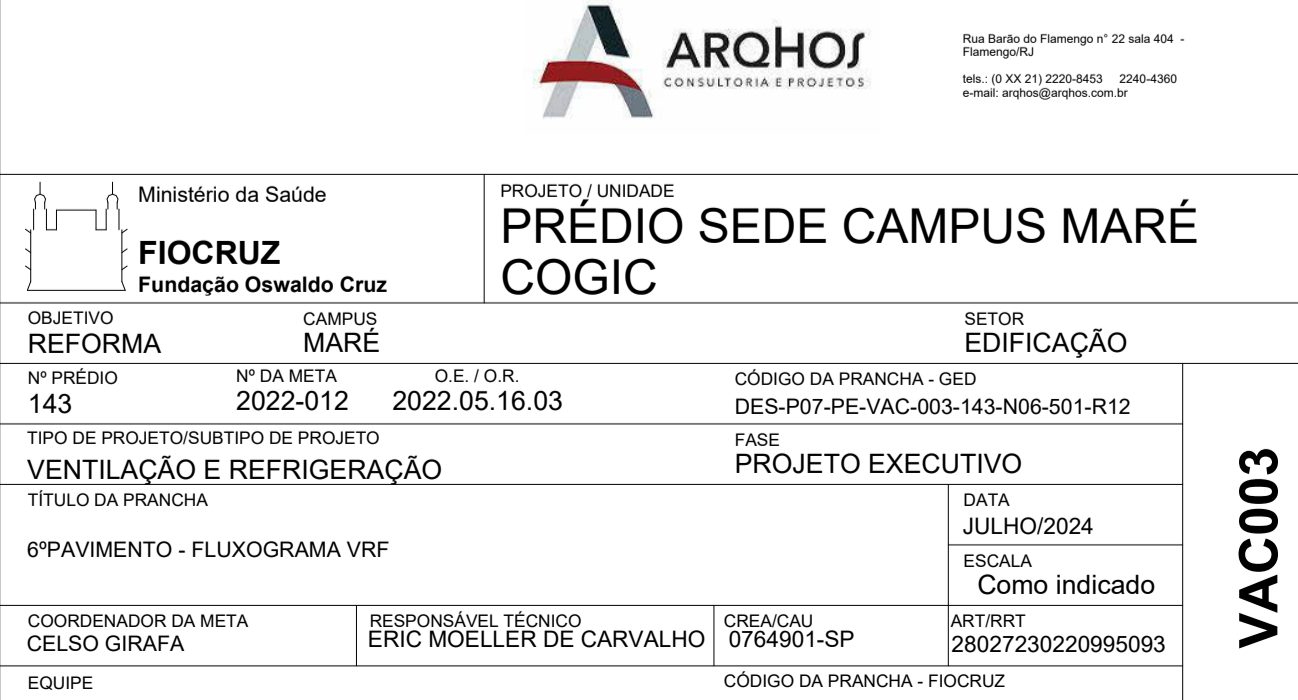 ARQHOS
CONSULTORIA E PROJETOS
Rua Barão do Flamengo n° 22 sala 404 -
Flamengo/RJ
tels.: (0 XX 21) 2220-8453 2240-4360
e-mail: arqhos@arqhos.com.br
Ministério da Saúde
FIOCRUZ
Fundação Oswaldo Cruz
PROJETO / UNIDADE
PRÉDIO SEDE CAMPUS MARÉ
COGIC
OBJETIVO
REFORMA
CAMPUS
MARÉ
SETOR
EDIFICAÇÃO
Nº PRÉDIO
143
Nº DA META
2022-012
O.E. / O.R.
2022.05.16.03
CÓDIGO DA PRANCHA - GED
DES-P07-PE-VAC-003-143-N06-501-R12
TIPO DE PROJETO/SUBTIPO DE PROJETO
VENTILAÇÃO E REFRIGERAÇÃO
FASE
PROJETO EXECUTIVO
TÍTULO DA PRANCHA
6ºPAVIMENTO - FLUXOGRAMA VRF
DATA
JULHO/2024
ESCALA
Como indicado
VAC003
COORDENADOR DA META
CELSO GIRAFA
RESPONSÁVEL TÉCNICO
ERIC MOELLER DE CARVALHO
CREA/CAU
0764901-SP
ART/RRT
28027230220995093
EQUIPE
CÓDIGO DA PRANCHA - FIOCRUZ